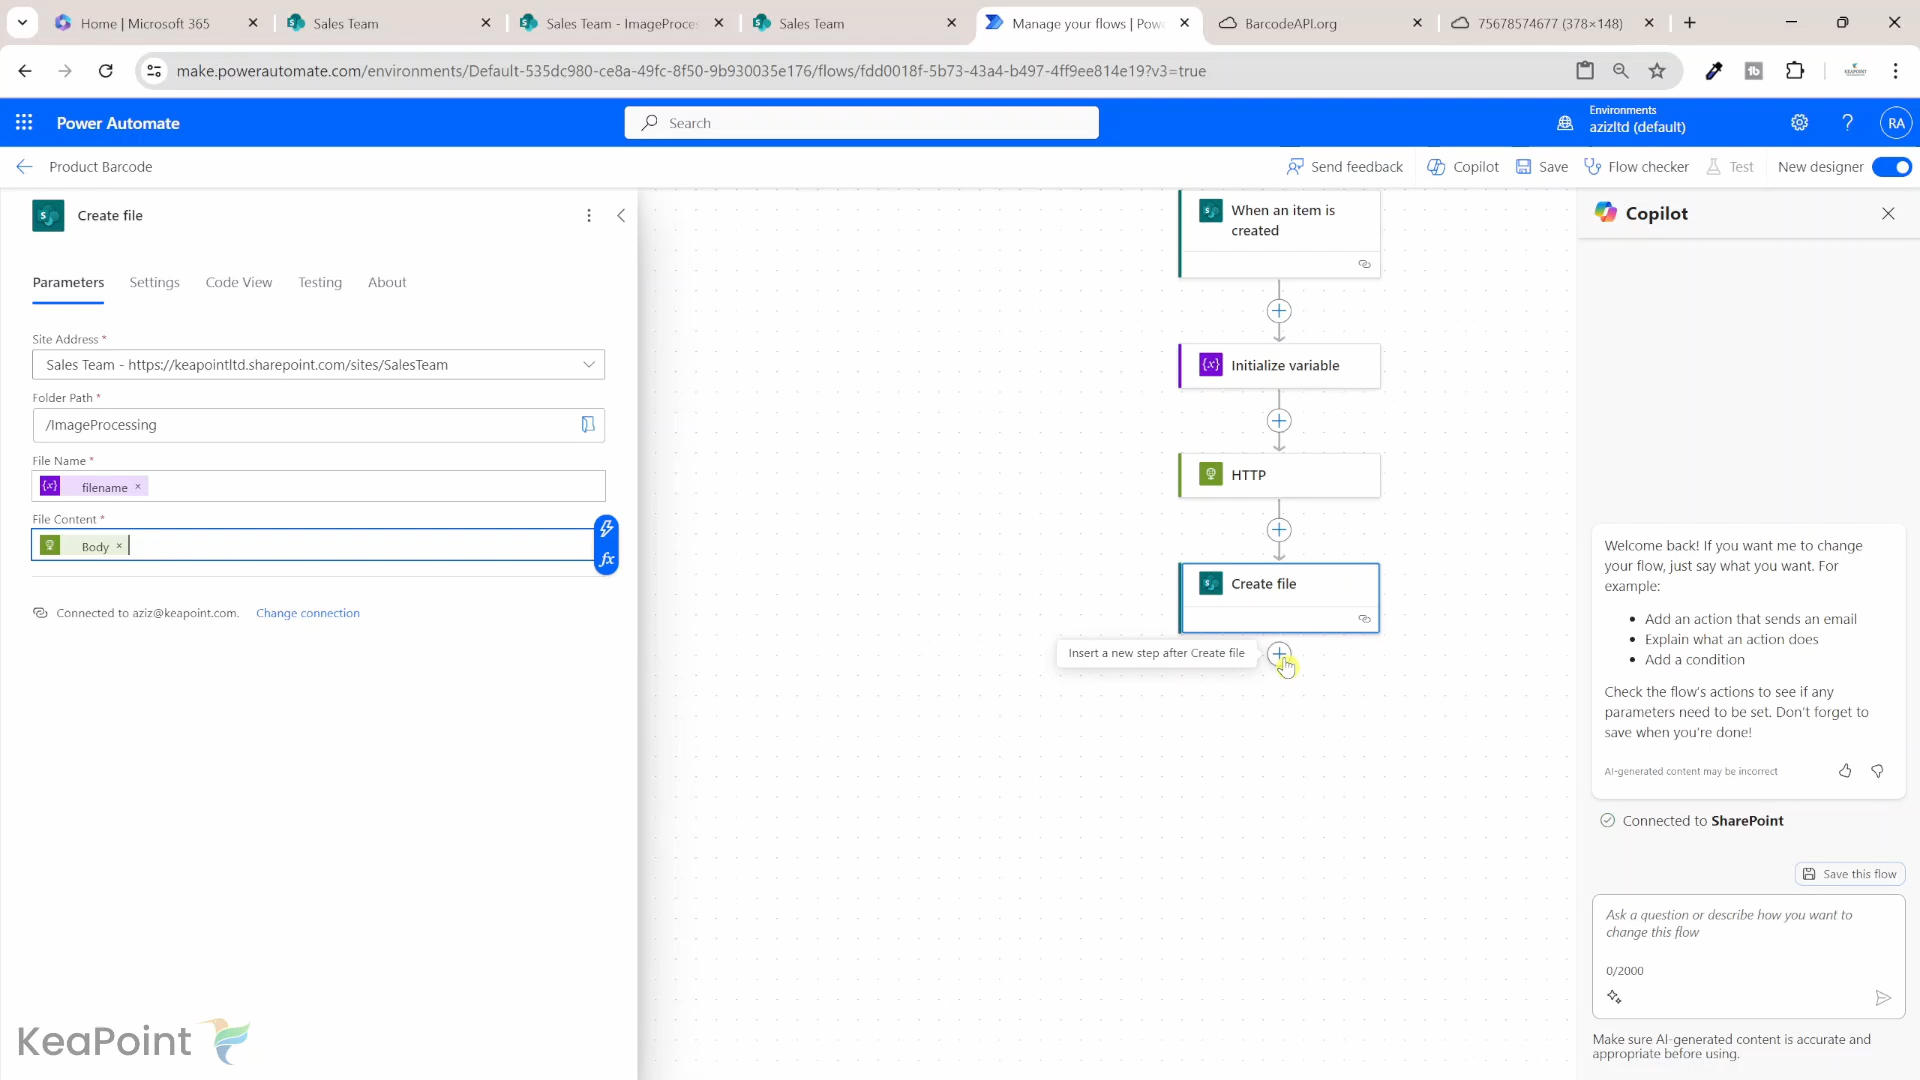 Home | Microsoft 365
Sales Team
Sales Team - ImageProces
Sales Team
Manage your flows | Pow
BarcodeAPI.org
75678574677 (378×148)
make.powerautomate.com/environments/Default-535dc980-ce8a-49fc-8f50-9b930035e176/flows/fdd0018f-5b73-43a4-b497-4ff9ee814e19?v3=true
Power Automate
Search
Environments
azizltd (default)
RA
Product Barcode
Send feedback
Copilot
Save
Flow checker
Test
New designer
Create file
Parameters
Settings
Code View
Testing
About
Site Address *
Sales Team - https://keapointltd.sharepoint.com/sites/SalesTeam
Folder Path *
/ImageProcessing
File Name *
{x} filename ×
File Content *
Body ×
fx
Connected to aziz@keapoint.com. Change connection
When an item is
created
{x} Initialize variable
HTTP
Create file
Insert a new step after Create file
Copilot
Welcome back! If you want me to change
your flow, just say what you want. For
example:
• Add an action that sends an email
• Explain what an action does
• Add a condition
Check the flow's actions to see if any
parameters need to be set. Don't forget to
save when you're done!
AI-generated content may be incorrect
Connected to SharePoint
Save this flow
Ask a question or describe how you want to
change this flow
0/2000
Make sure AI-generated content is accurate and
appropriate before using.
KeaPoint